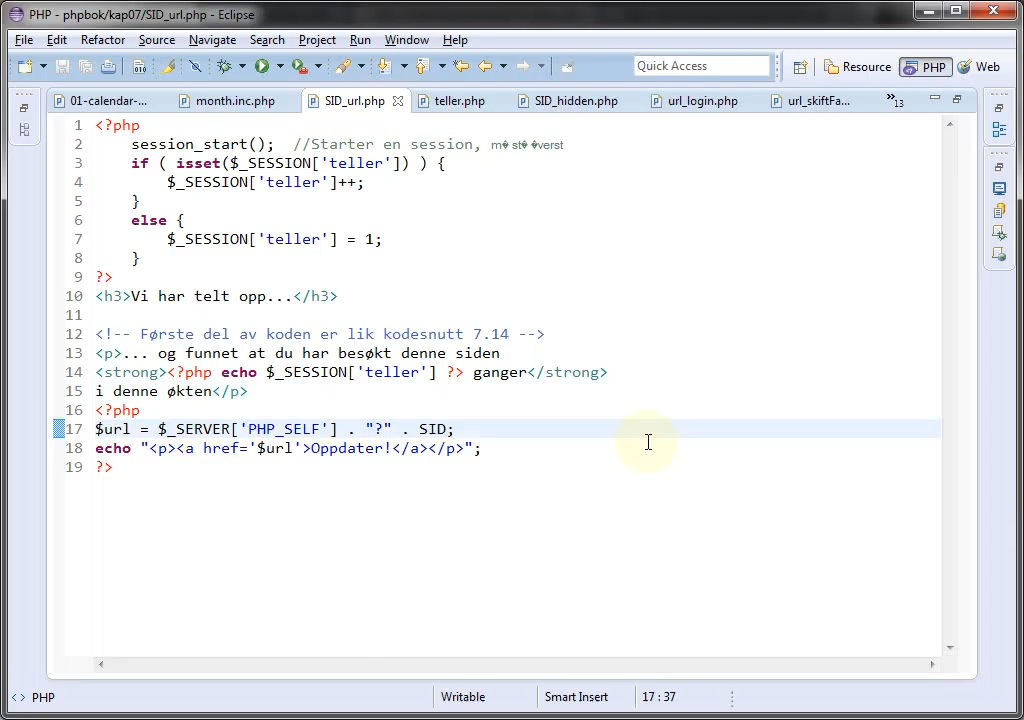 PHP - phpbok/kap07/SID_url.php - Eclipse
File Edit Refactor Source Navigate Search Project Run Window Help
Quick Access Resource PHP Web
01-calendar-... month.inc.php SID_url.php teller.php SID_hidden.php url_login.php url_skiftFa... »13
1 <?php
2 session_start(); //Starter en session, m� st� �verst
3 if ( isset($_SESSION['teller']) ) {
4 $_SESSION['teller']++;
5 }
6 else {
7 $_SESSION['teller'] = 1;
8 }
9 ?>
10 <h3>Vi har telt opp...</h3>
11
12 <!-- Første del av koden er lik kodesnutt 7.14 -->
13 <p>... og funnet at du har besøkt denne siden
14 <strong><?php echo $_SESSION['teller'] ?> ganger</strong>
15 i denne økten</p>
16 <?php
17 $url = $_SERVER['PHP_SELF'] . "?" . SID;
18 echo "<p><a href='$url'>Oppdater!</a></p>";
19 ?>
<> PHP Writable Smart Insert 17 : 37